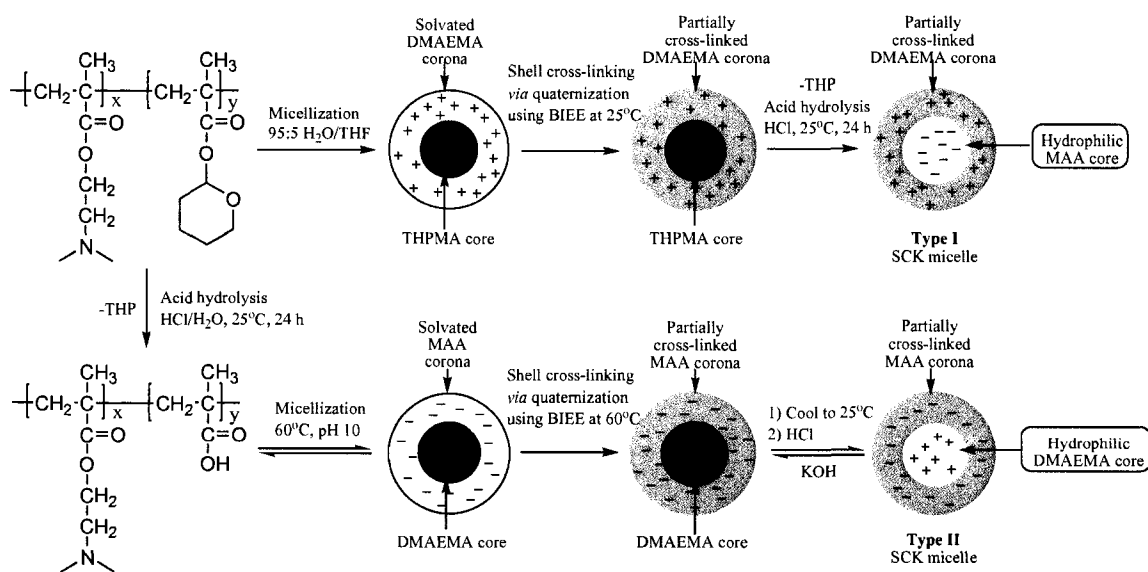 CH₃
CH₂-C
x
CH₂-C
CH₃
y
C=O
O
CH₂
CH₂
N
C=O
O
O
Micellization
95:5 H₂O/THF
Solvated
DMAEMA
corona
+ + + + + + + + + + + + + +
THPMA core
Shell cross-linking
via quaternization
using BIEE at 25°C
Partially
cross-linked
DMAEMA corona
THPMA core
-THP
Acid hydrolysis
HCl, 25°C, 24 h
Partially
cross-linked
DMAEMA corona
Hydrophilic
MAA core
Type I
SCK micelle
-THP
Acid hydrolysis
HCl/H₂O, 25°C, 24 h
CH₃
CH₂-C
x
CH₂-C
CH₃
y
C=O
O
CH₂
CH₂
N
C=O
OH
Micellization
60°C, pH 10
Solvated
MAA
corona
DMAEMA core
Shell cross-linking
via quaternization
using BIEE at 60°C
Partially
cross-linked
MAA corona
DMAEMA core
1) Cool to 25°C
2) HCl
KOH
Partially
cross-linked
MAA corona
Hydrophilic
DMAEMA core
Type II
SCK micelle